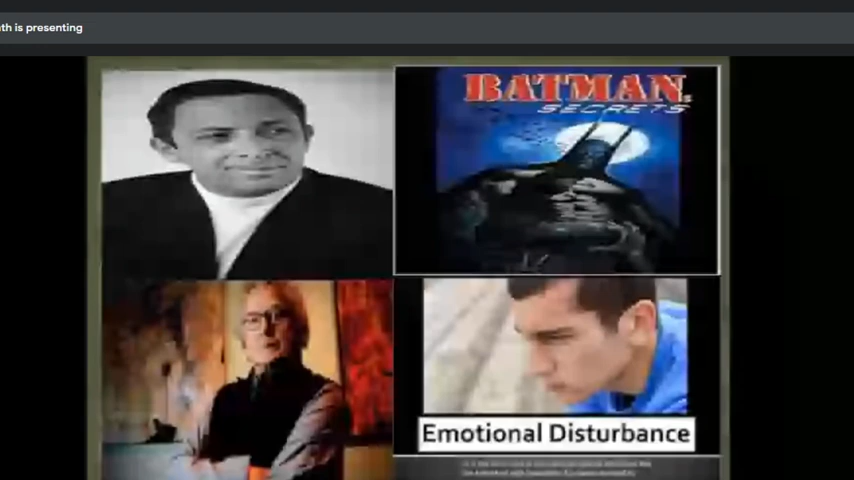 th is presenting
BATMAN
SECRETS
Emotional Disturbance